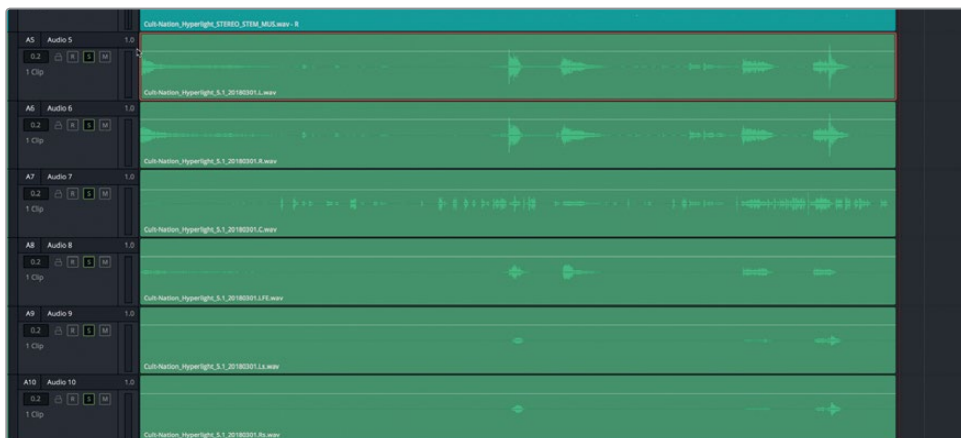 Cult-Nation_Hyperlight_STEREO_STEM_MUS.wav - R
A5 Audio 5 1.0
0.2 R S M
1 Clip
Cult-Nation_Hyperlight_5.1_20180301.L.wav
A6 Audio 6 1.0
0.2 R S M
1 Clip
Cult-Nation_Hyperlight_5.1_20180301.R.wav
A7 Audio 7 1.0
0.2 R S M
1 Clip
Cult-Nation_Hyperlight_5.1_20180301.C.wav
A8 Audio 8 1.0
0.2 R S M
1 Clip
Cult-Nation_Hyperlight_5.1_20180301.LFE.wav
A9 Audio 9 1.0
0.2 R S M
1 Clip
Cult-Nation_Hyperlight_5.1_20180301.Ls.wav
A10 Audio 10 1.0
0.2 R S M
1 Clip
Cult-Nation_Hyperlight_5.1_20180301.Rs.wav